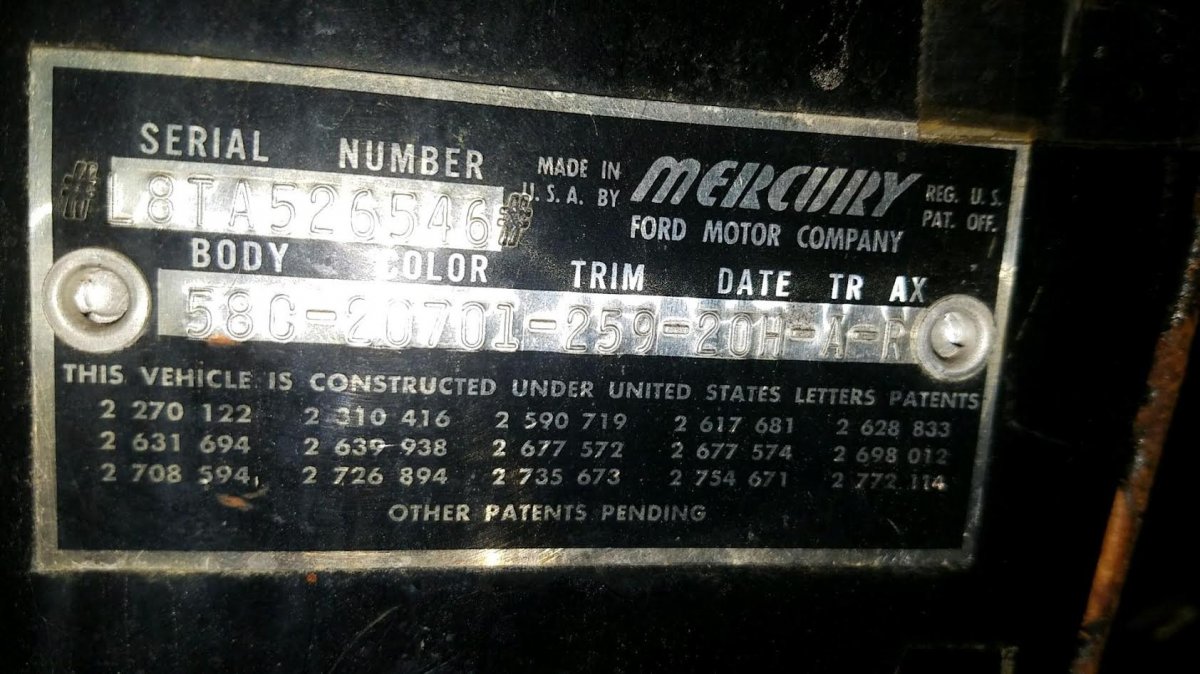 SERIAL NUMBER
#L8TA526546#
MADE IN
U.S.A. BY
MERCURY
REG. U.S.
PAT. OFF.
FORD MOTOR COMPANY
BODY COLOR TRIM DATE TR AX
58C-20701-259-20H-A-R
THIS VEHICLE IS CONSTRUCTED UNDER UNITED STATES LETTERS PATENTS
2 270 122 2 310 416 2 590 719 2 617 681 2 628 833
2 631 694 2 639 938 2 677 572 2 677 574 2 698 012
2 708 594 2 726 894 2 735 673 2 754 671 2 772 114
OTHER PATENTS PENDING